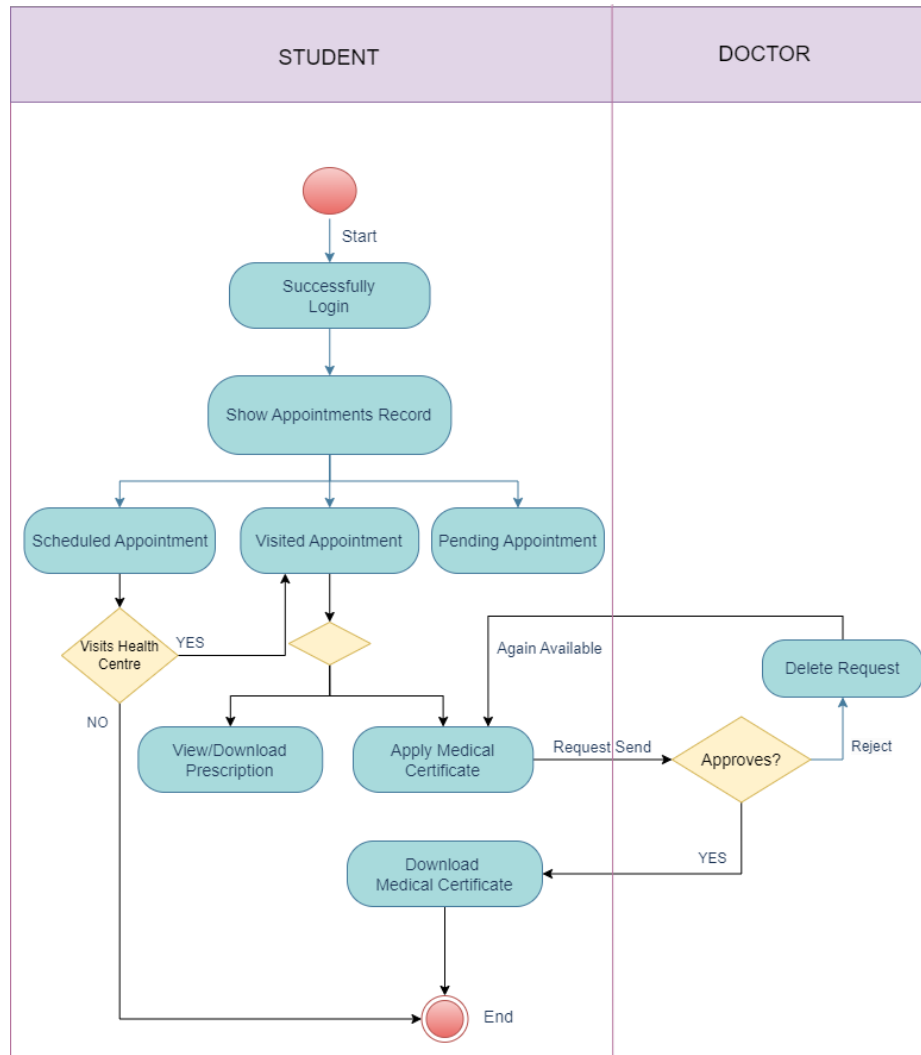 STUDENT
DOCTOR
Start
Successfully
Login
Show Appointments Record
Scheduled Appointment
Visited Appointment
Pending Appointment
Visits Health
Centre
YES
NO
Again Available
Delete Request
View/Download
Prescription
Apply Medical
Certificate
Request Send
Approves?
Reject
YES
Download
Medical Certificate
End